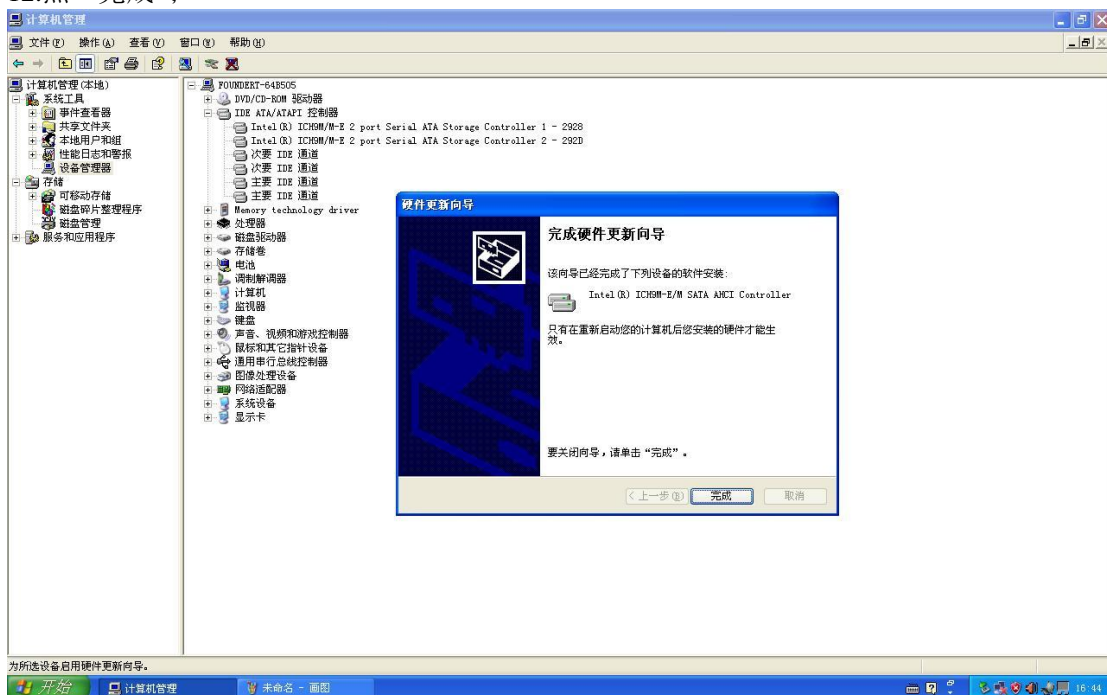 计算机管理
文件(F) 操作(A) 查看(V) 窗口(W) 帮助(H)
计算机管理(本地)
系统工具
事件查看器
共享文件夹
本地用户和组
性能日志和警报
设备管理器
存储
可移动存储
磁盘碎片整理程序
磁盘管理
服务和应用程序
FOUNDERT-64B505
DVD/CD-ROM 驱动器
IDE ATA/ATAPI 控制器
Intel(R) ICH9M/M-E 2 port Serial ATA Storage Controller 1 - 2928
Intel(R) ICH9M/M-E 2 port Serial ATA Storage Controller 2 - 292D
次要 IDE 通道
次要 IDE 通道
主要 IDE 通道
主要 IDE 通道
Memory technology driver
处理器
磁盘驱动器
存储卷
电池
调制解调器
计算机
监视器
键盘
声音、视频和游戏控制器
鼠标和其它指针设备
通用串行总线控制器
图像处理设备
网络适配器
系统设备
显示卡
硬件更新向导
完成硬件更新向导
该向导已经完成了下列设备的软件安装:
Intel(R) ICH9M-E/M SATA AHCI Controller
只有在重新启动您的计算机后您安装的硬件才能生
效。
要关闭向导,请单击“完成”。
<上一步(B) 完成 取消
为所选设备启用硬件更新向导。
开始 计算机管理 未命名 - 画图 16:44